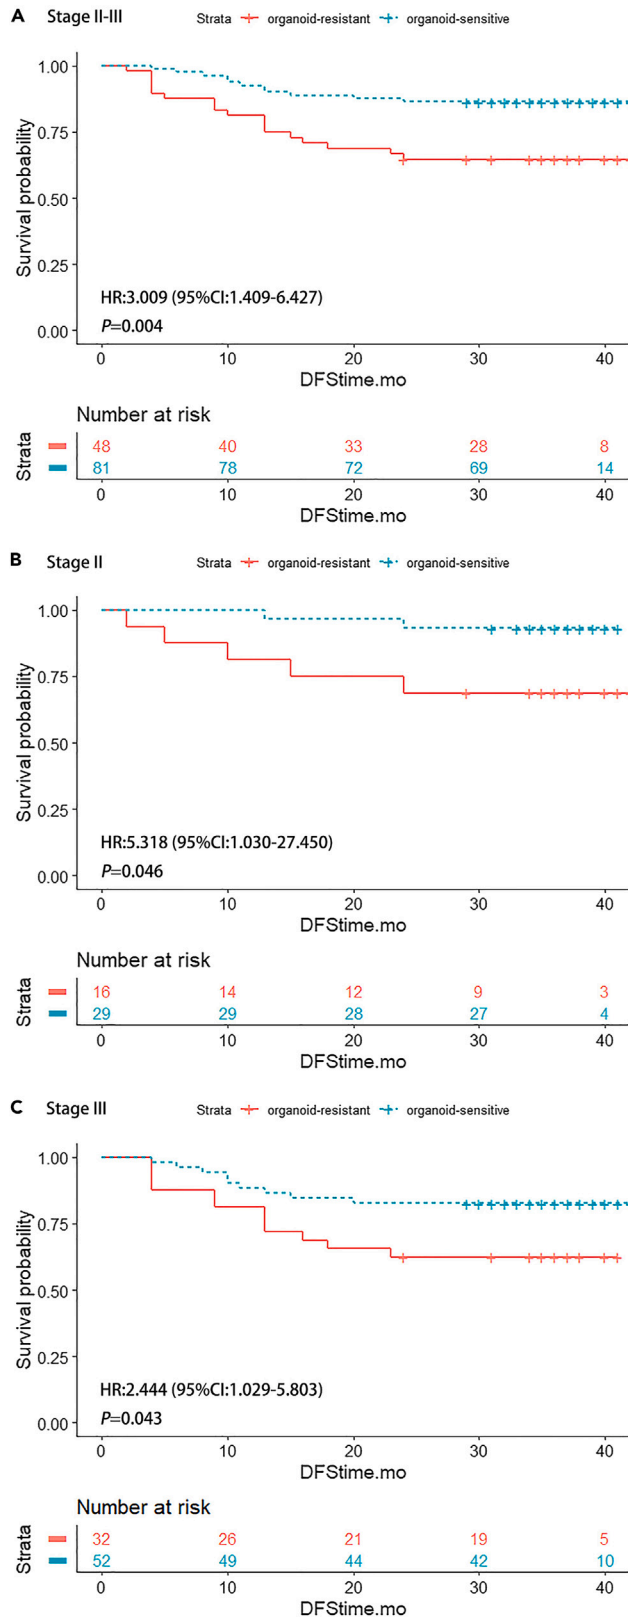 A Stage II-III Strata organoid-resistant organoid-sensitive
Survival probability
1.00
0.75
0.50
0.25
0.00
HR:3.009 (95%CI:1.409-6.427)
P=0.004
0 10 20 30 40
DFStime.mo
Number at risk
Strata
48 40 33 28 8
81 78 72 69 14
0 10 20 30 40
DFStime.mo
B Stage II Strata organoid-resistant organoid-sensitive
Survival probability
1.00
0.75
0.50
0.25
0.00
HR:5.318 (95%CI:1.030-27.450)
P=0.046
0 10 20 30 40
DFStime.mo
Number at risk
Strata
16 14 12 9 3
29 29 28 27 4
0 10 20 30 40
DFStime.mo
C Stage III Strata organoid-resistant organoid-sensitive
Survival probability
1.00
0.75
0.50
0.25
0.00
HR:2.444 (95%CI:1.029-5.803)
P=0.043
0 10 20 30 40
DFStime.mo
Number at risk
Strata
32 26 21 19 5
52 49 44 42 10
0 10 20 30 40
DFStime.mo